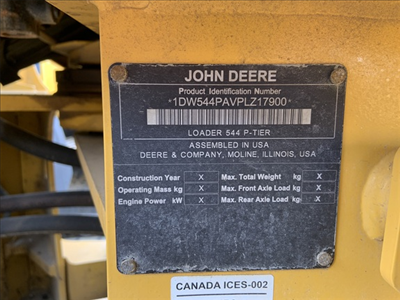 JOHN DEERE
Product Identification Number
*1DW544PAVPLZ17900*
LOADER 544 P-TIER
ASSEMBLED IN USA
DEERE & COMPANY, MOLINE, ILLINOIS, USA
Construction Year X Max. Total Weight kg X
Operating Mass kg X Max. Front Axle Load kg X
Engine Power kW X Max. Rear Axle Load kg X
CANADA ICES-002